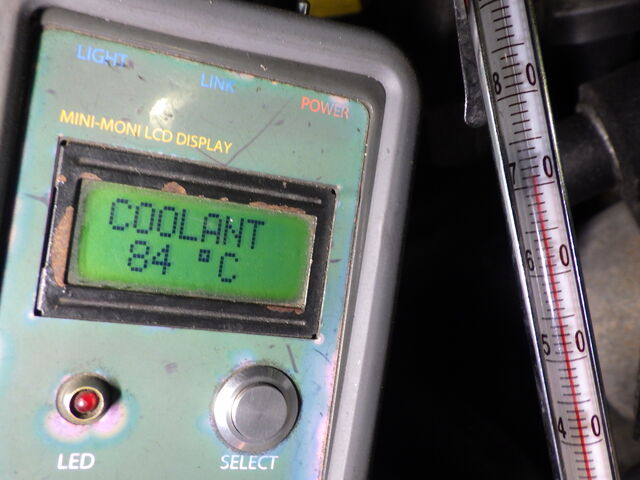 LIGHT
LINK
POWER
MINI-MONI LCD DISPLAY
COOLANT
84 °C
LED
SELECT
8 0
7 0
6 0
5 0
4 0